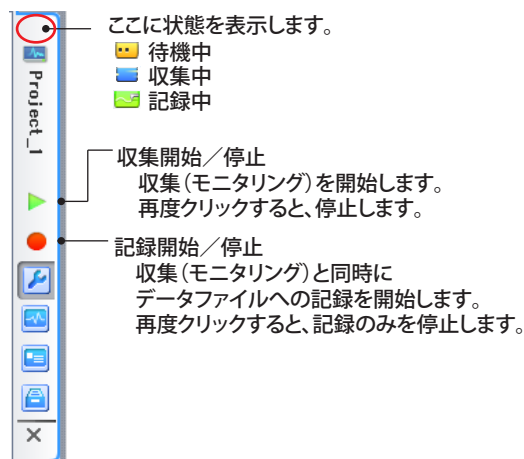 ここに状態を表示します。
待機中
収集中
記録中
Project_1
収集開始／停止
収集（モニタリング）を開始します。
再度クリックすると、停止します。
記録開始／停止
収集（モニタリング）と同時に
データファイルへの記録を開始します。
再度クリックすると、記録のみを停止します。